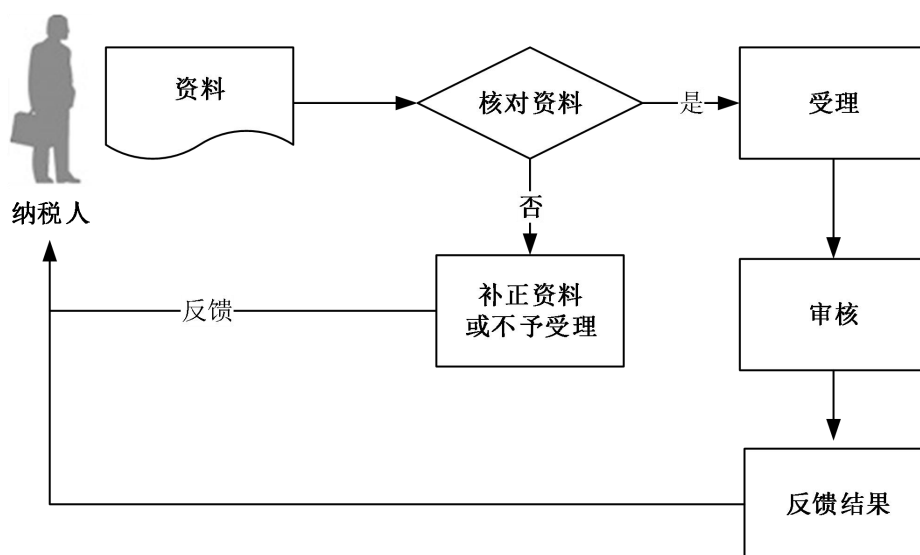 资料
核对资料
是
受理
纳税人
否
补正资料
或不予受理
反馈
审核
反馈结果